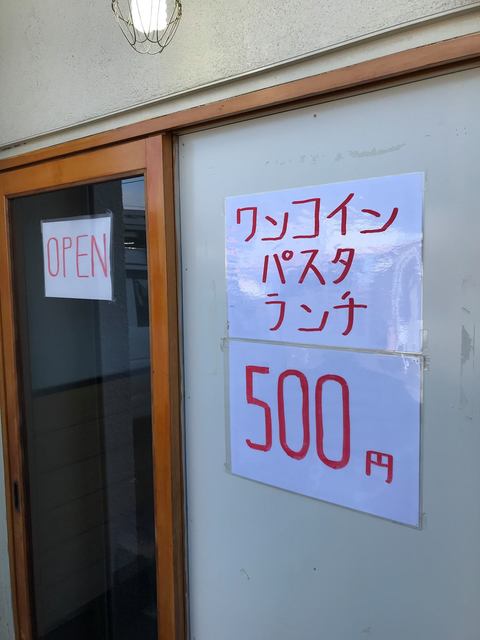 OPEN
ワンコイン
パスタ
ランチ
500円